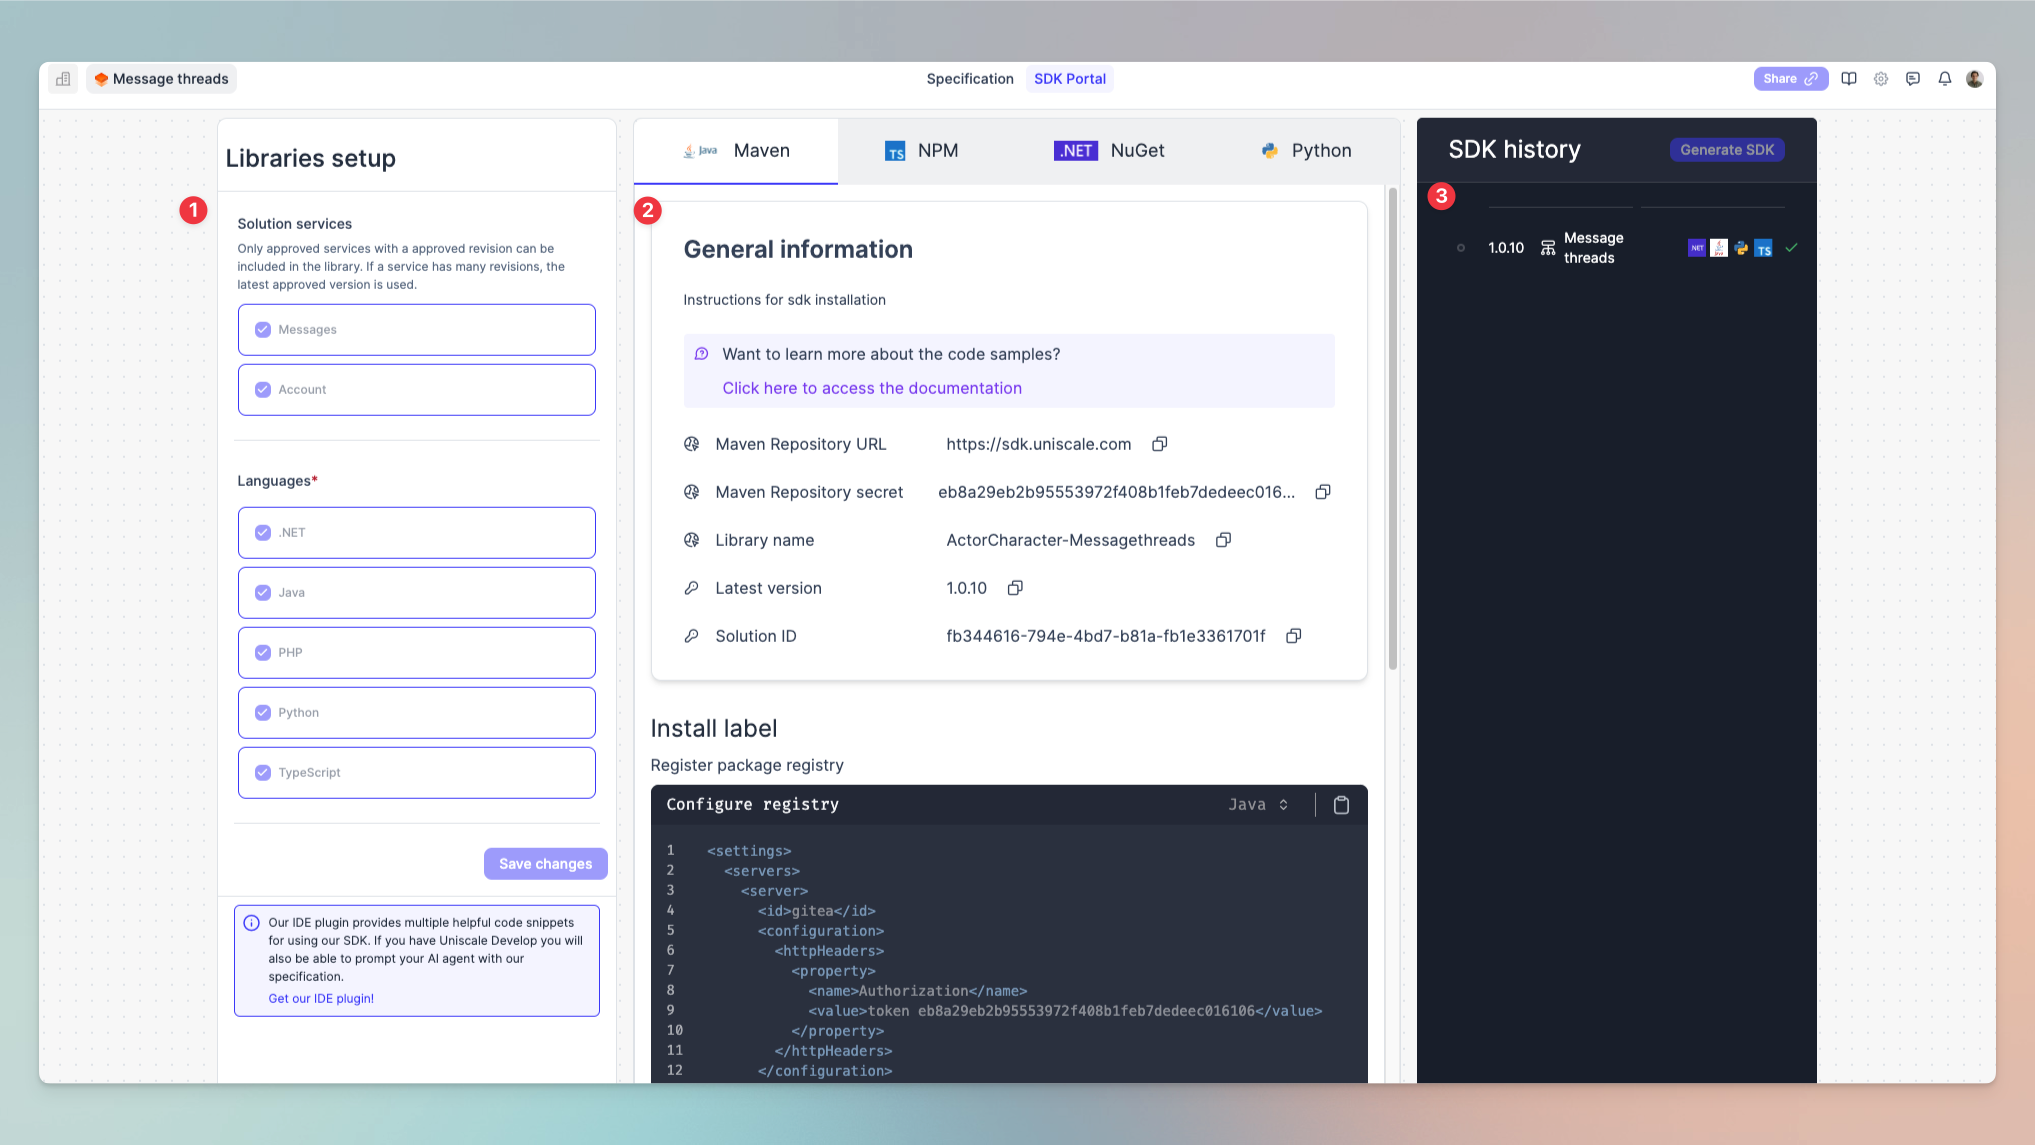 Message threads
Specification
SDK Portal
Share
Libraries setup
1
Solution services
Only approved services with a approved revision can be
included in the library. If a service has many revisions, the
latest approved version is used.
Messages
Account
Languages*
.NET
Java
PHP
Python
TypeScript
Save changes
Our IDE plugin provides multiple helpful code snippets
for using our SDK. If you have Uniscale Develop you will
also be able to prompt your AI agent with our
specification.
Get our IDE plugin!
Java Maven
TS NPM
.NET NuGet
Python
2
General information
Instructions for sdk installation
Want to learn more about the code samples?
Click here to access the documentation
Maven Repository URL https://sdk.uniscale.com
Maven Repository secret eb8a29eb2b95553972f408b1feb7dedeec016...
Library name ActorCharacter-Messagethreads
Latest version 1.0.10
Solution ID fb344616-794e-4bd7-b81a-fb1e3361701f
Install label
Register package registry
Configure registry Java
1 <settings>
2 <servers>
3 <server>
4 <id>gitea</id>
5 <configuration>
6 <httpHeaders>
7 <property>
8 <name>Authorization</name>
9 <value>token eb8a29eb2b95553972f408b1feb7dedeec016106</value>
10 </property>
11 </httpHeaders>
12 </configuration>
SDK history
Generate SDK
3
1.0.10
Message
threads
.NET
Java
TS